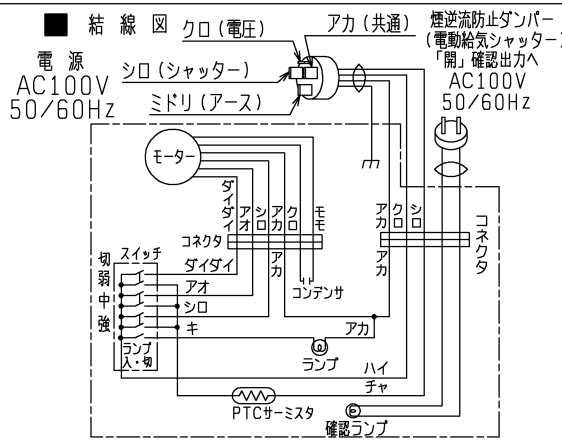 ■ 結線図
クロ(電圧)
アカ(共通)
煙逆流防止ダンパー
(電動給気シャッター)
「開」確認出力へ
AC100V
50/60Hz
電源
AC100V
50/60Hz
シロ(シャッター)
ミドリ(アース)
モーター
ダイダイ
アオ
シロ
アカ
クロ
モモ
アカ
クロ
シロ
コネクタ
コネクタ
アカ
アカ
切
弱
中
強
スイッチ
ダイダイ
アオ
シロ
キ
コンデンサ
ランプ
入・切
アカ
ランプ
ハイ
チャ
PTCサーミスタ
確認ランプ